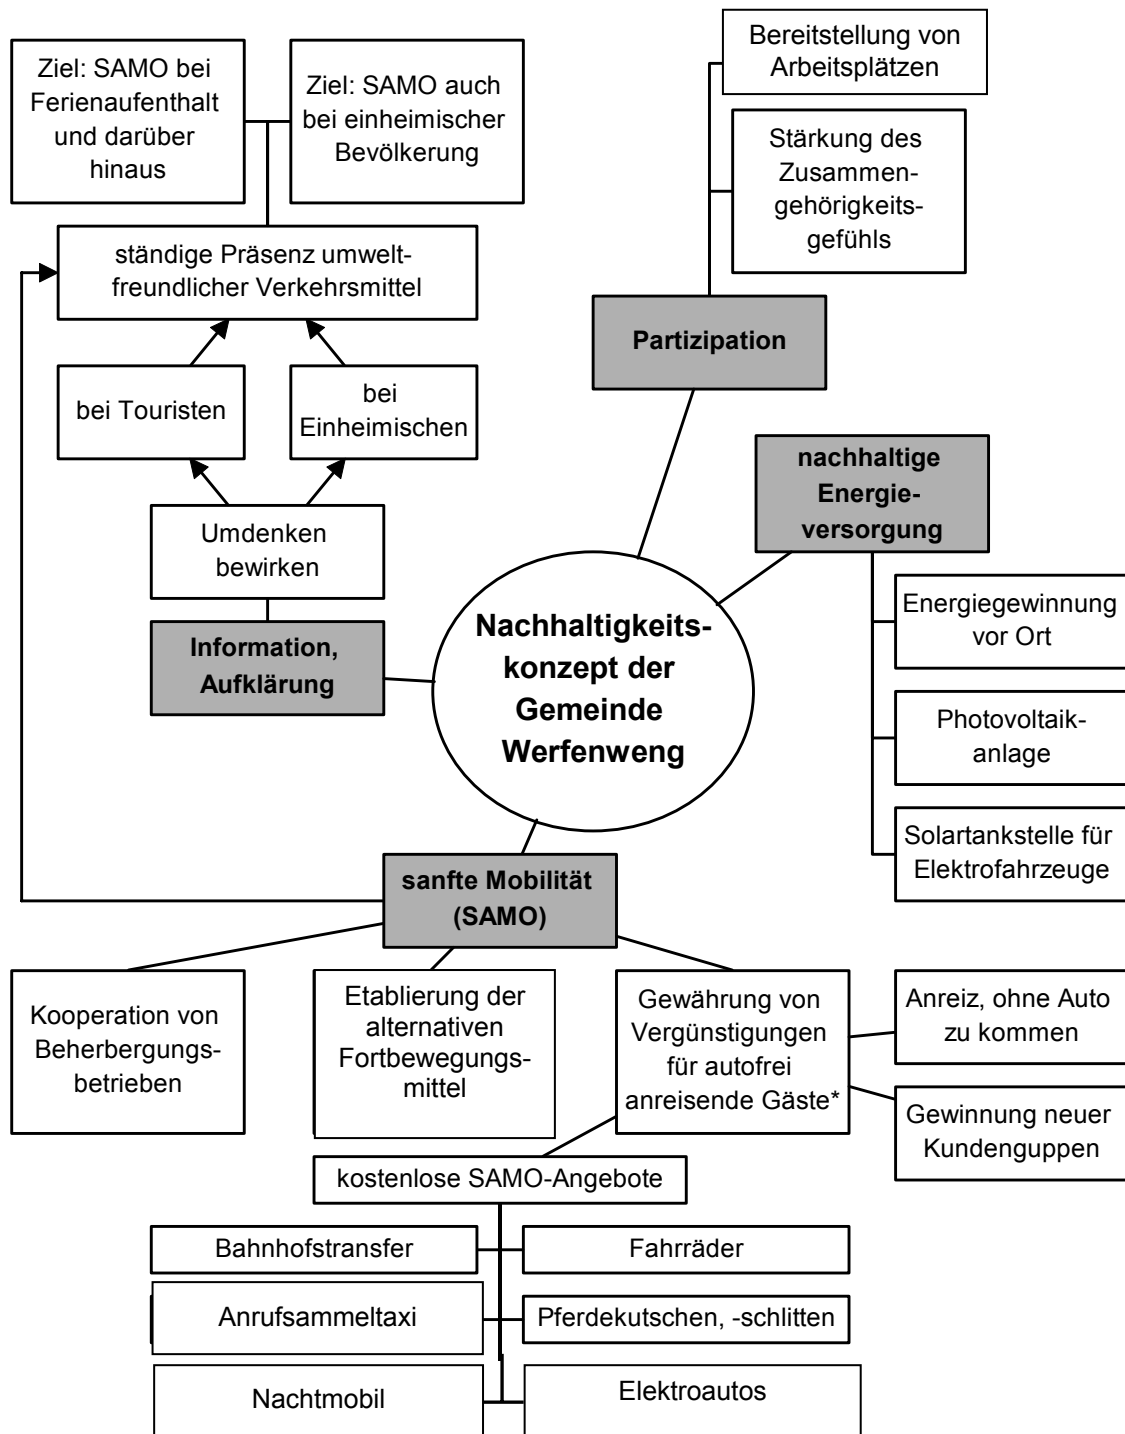 Ziel: SAMO bei
Ferienaufenthalt
und darüber
hinaus
Ziel: SAMO auch
bei einheimischer
Bevölkerung
ständige Präsenz umwelt-
freundlicher Verkehrsmittel
bei Touristen
bei
Einheimischen
Umdenken
bewirken
Information,
Aufklärung
Bereitstellung von
Arbeitsplätzen
Stärkung des
Zusammen-
gehörigkeits-
gefühls
Partizipation
nachhaltige
Energie-
versorgung
Energiegewinnung
vor Ort
Photovoltaik-
anlage
Solartankstelle für
Elektrofahrzeuge
Nachhaltigkeits-
konzept der
Gemeinde
Werfenweng
sanfte Mobilität
(SAMO)
Kooperation von
Beherbergungs-
betrieben
Etablierung der
alternativen
Fortbewegungs-
mittel
Gewährung von
Vergünstigungen
für autofrei
anreisende Gäste*
Anreiz, ohne Auto
zu kommen
Gewinnung neuer
Kundenguppen
kostenlose SAMO-Angebote
Bahnhofstransfer
Fahrräder
Anrufsammeltaxi
Pferdekutschen, -schlitten
Nachtmobil
Elektroautos